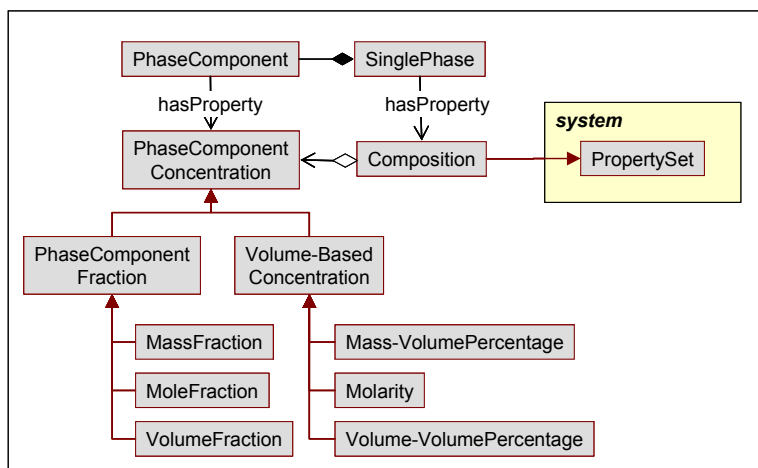 PhaseComponent
SinglePhase
hasProperty
hasProperty
system
PhaseComponent
Concentration
Composition
PropertySet
PhaseComponent
Fraction
Volume-Based
Concentration
MassFraction
Mass-VolumePercentage
MoleFraction
Molarity
VolumeFraction
Volume-VolumePercentage